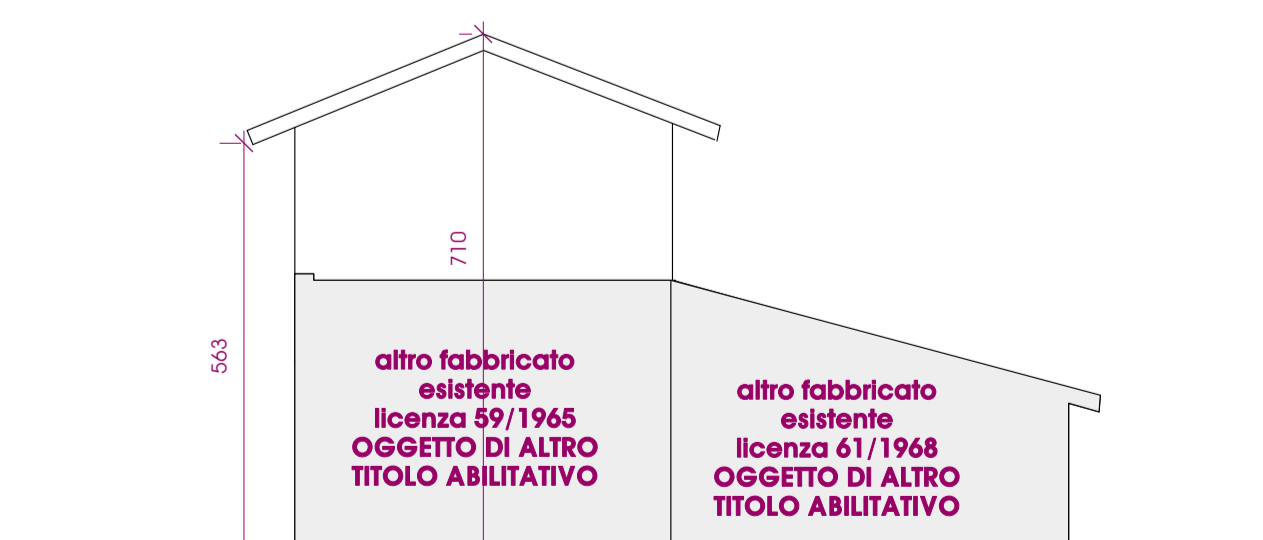 710
563
altro fabbricato
esistente
licenza 59/1965
OGGETTO DI ALTRO
TITOLO ABILITATIVO
altro fabbricato
esistente
licenza 61/1968
OGGETTO DI ALTRO
TITOLO ABILITATIVO